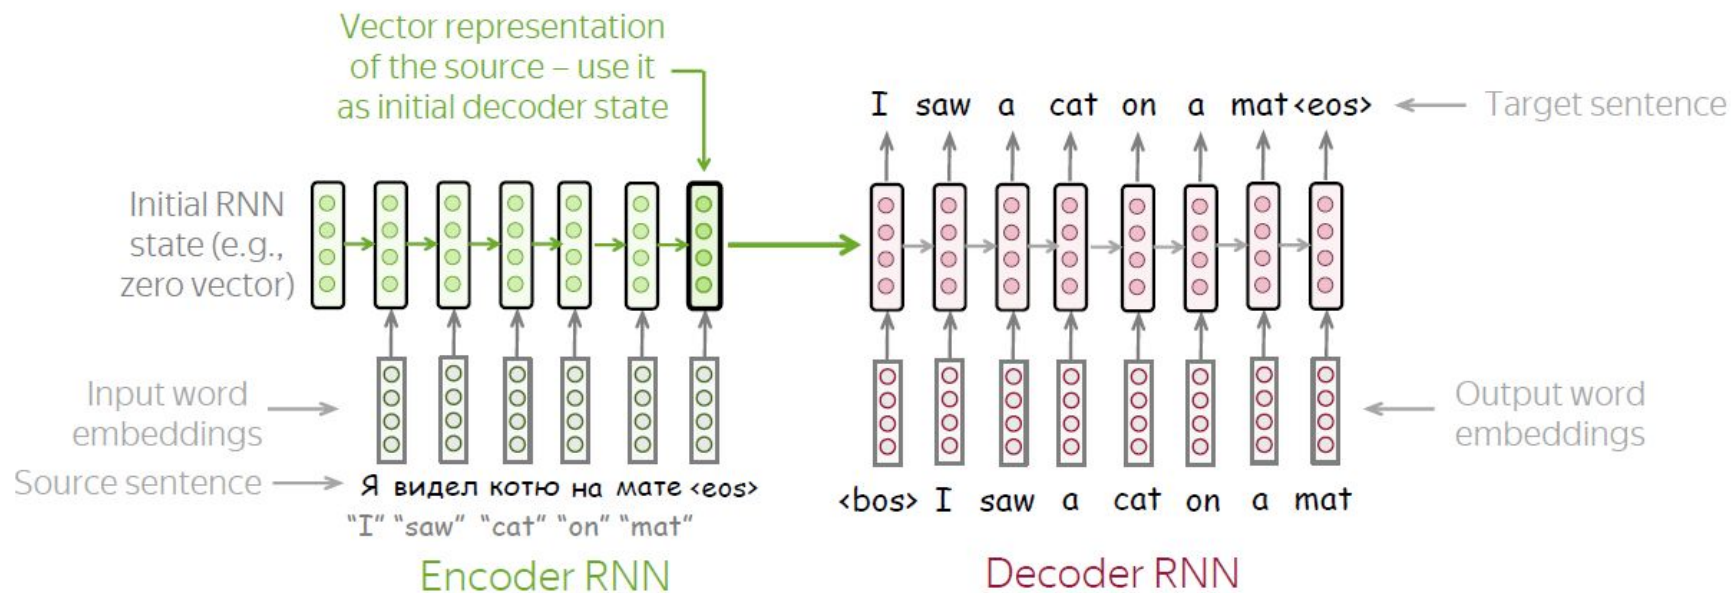 Vector representation
of the source – use it
as initial decoder state
I saw a cat on a mat <eos>
Target sentence
Initial RNN
state (e.g.,
zero vector)
Input word
embeddings
Output word
embeddings
Source sentence
Я видел котю на мате <eos>
"I" "saw" "cat" "on" "mat"
<bos> I saw a cat on a mat
Encoder RNN
Decoder RNN